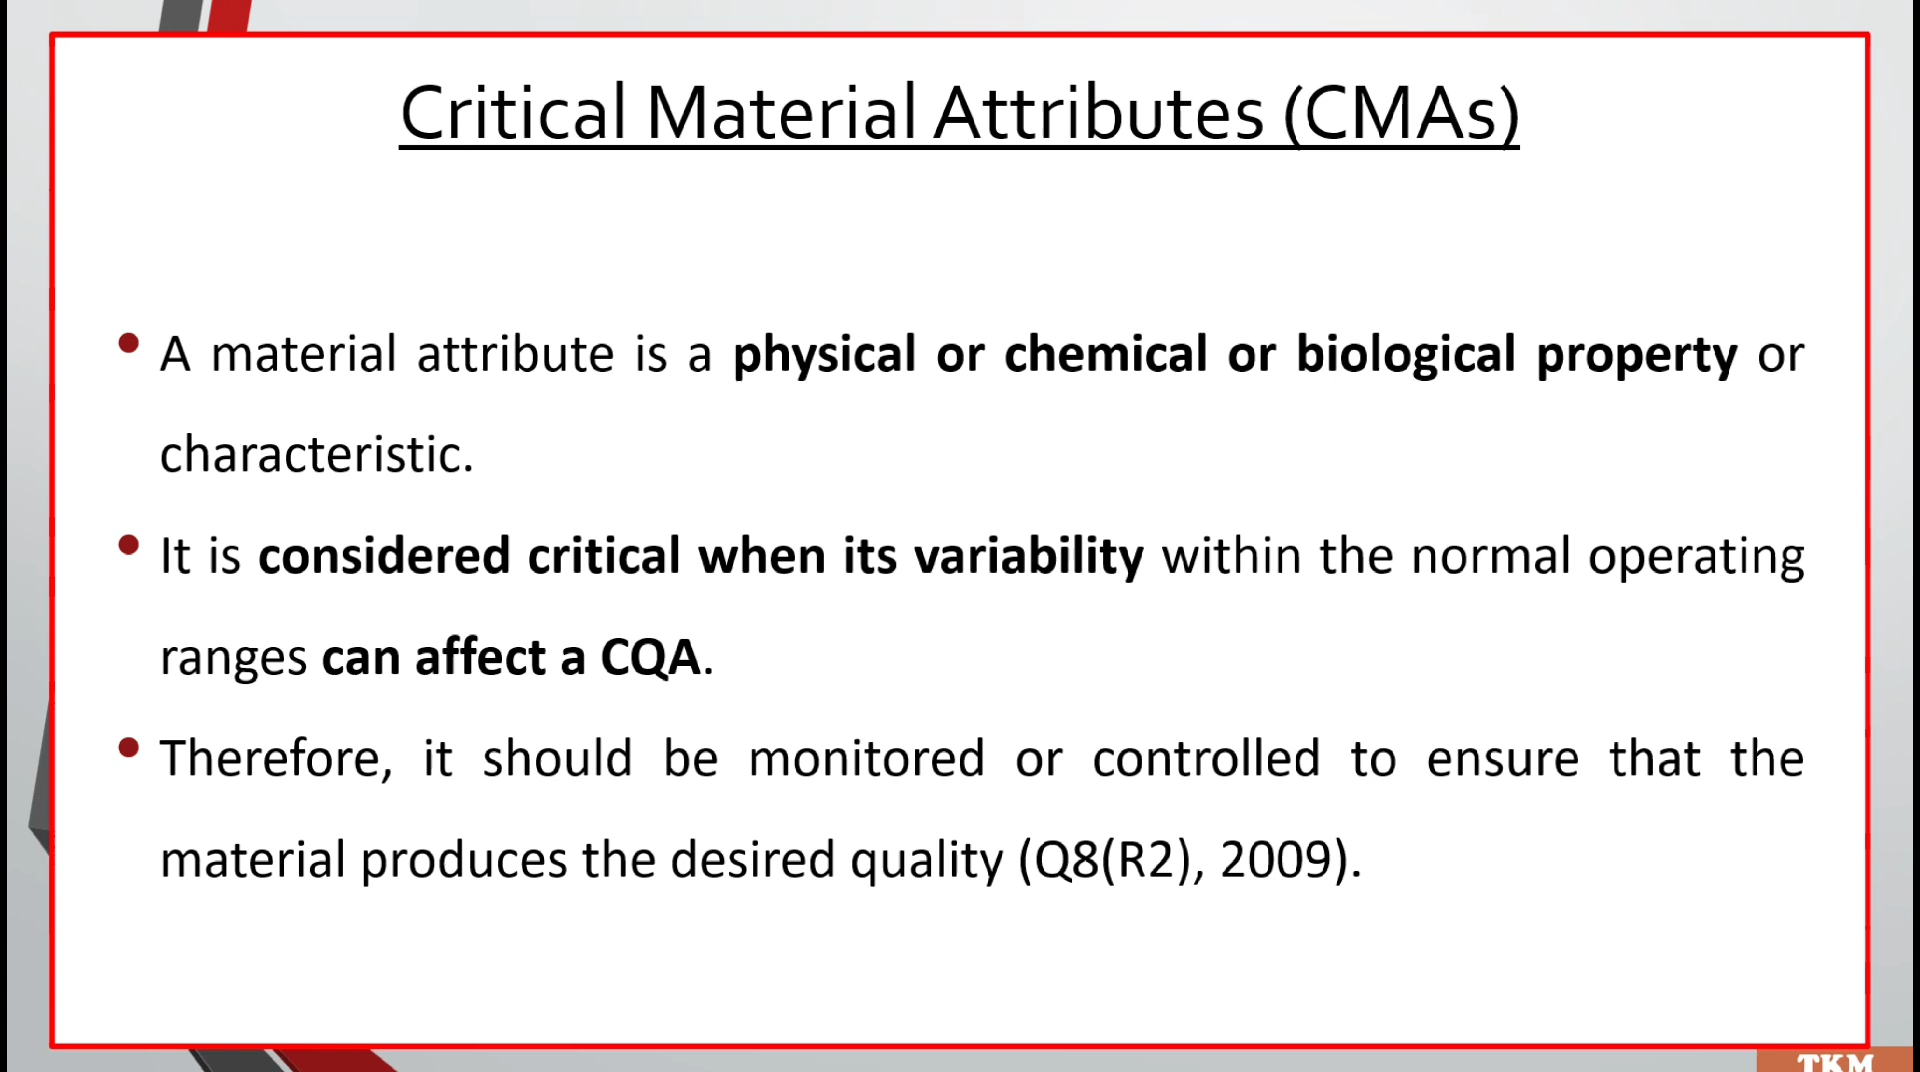 Critical Material Attributes (CMAs)
• A material attribute is a physical or chemical or biological property or
characteristic.
• It is considered critical when its variability within the normal operating
ranges can affect a CQA.
• Therefore, it should be monitored or controlled to ensure that the
material produces the desired quality (Q8(R2), 2009).
TKM